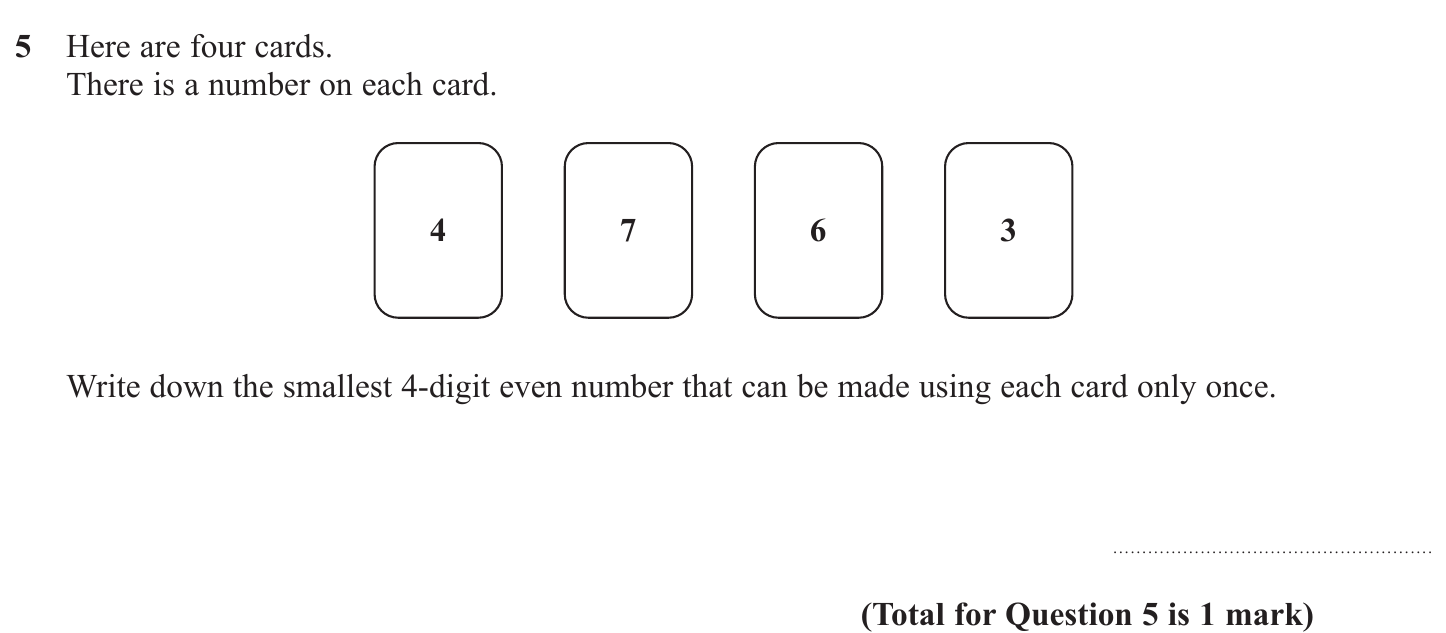 5 Here are four cards.
There is a number on each card.
4 7 6 3
Write down the smallest 4-digit even number that can be made using each card only once.
(Total for Question 5 is 1 mark)